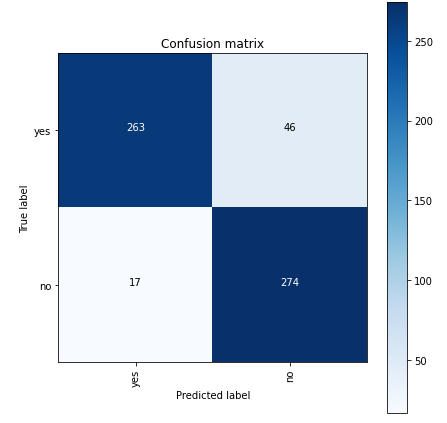 Confusion matrix
yes
263
46
no
17
274
True label
yes
no
Predicted label
250
200
150
100
50